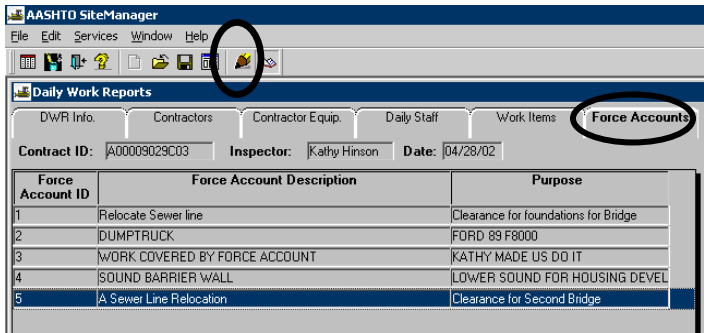 AASHTO SiteManager
File Edit Services Window Help
Daily Work Reports
DWR Info. Contractors Contractor Equip. Daily Staff Work Items Force Accounts
Contract ID: A00009029C03 Inspector: Kathy Hinson Date: 04/28/02
Force Account ID Force Account Description Purpose
1 Relocate Sewer line Clearance for foundations for Bridge
2 DUMPTRUCK FORD 89 F8000
3 WORK COVERED BY FORCE ACCOUNT KATHY MADE US DO IT
4 SOUND BARRIER WALL LOWER SOUND FOR HOUSING DEVEL
5 A Sewer Line Relocation Clearance for Second Bridge